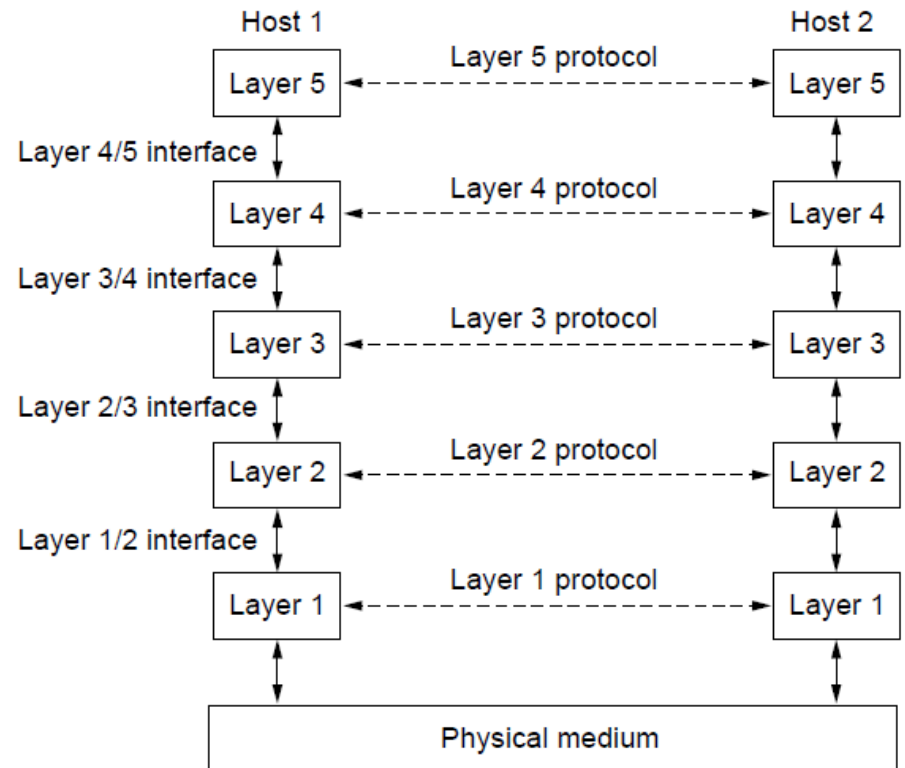 Host 1
Host 2
Layer 5 protocol
Layer 5
Layer 5
Layer 4/5 interface
Layer 4 protocol
Layer 4
Layer 4
Layer 3/4 interface
Layer 3 protocol
Layer 3
Layer 3
Layer 2/3 interface
Layer 2 protocol
Layer 2
Layer 2
Layer 1/2 interface
Layer 1 protocol
Layer 1
Layer 1
Physical medium